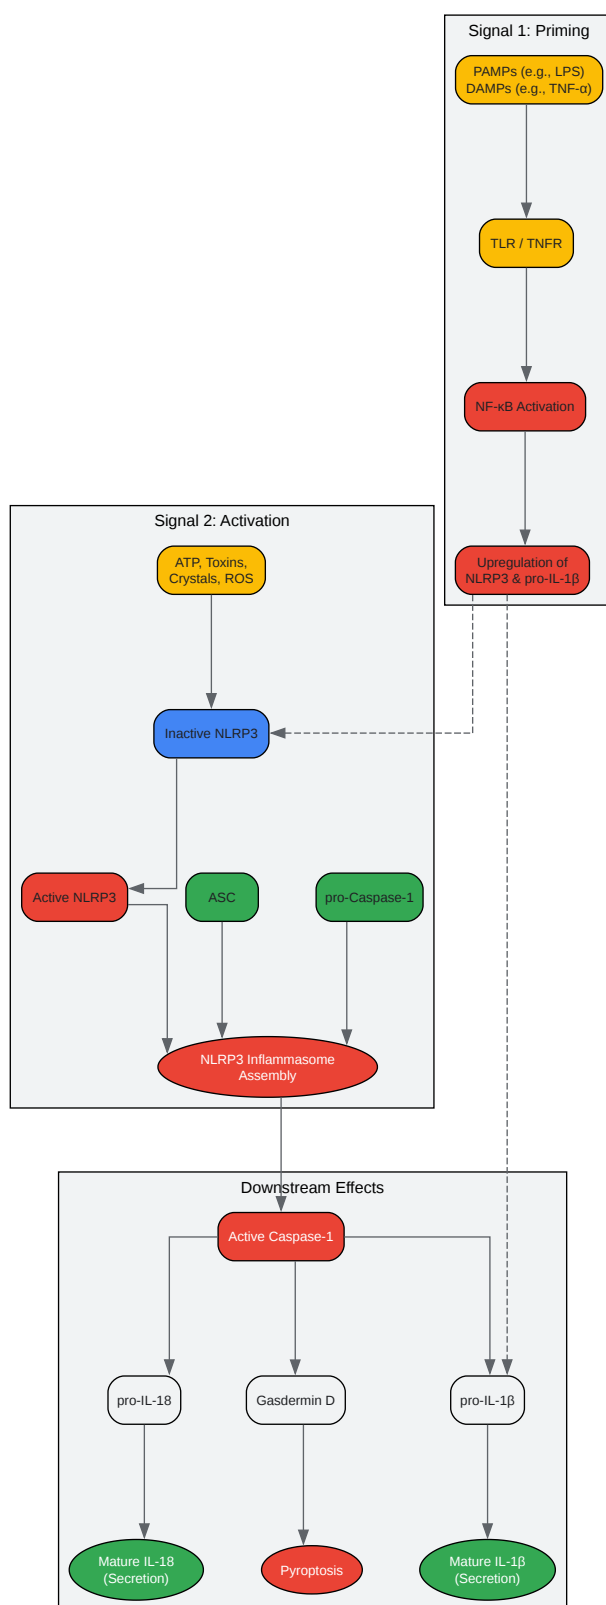 Signal 1: Priming
PAMPs (e.g., LPS)
DAMPs (e.g., TNF-α)
TLR / TNFR
NF-κB Activation
Upregulation of
NLRP3 & pro-IL-1β
Signal 2: Activation
ATP, Toxins,
Crystals, ROS
Inactive NLRP3
Active NLRP3
ASC
pro-Caspase-1
NLRP3 Inflammasome
Assembly
Downstream Effects
Active Caspase-1
pro-IL-18
Gasdermin D
pro-IL-1β
Mature IL-18
(Secretion)
Pyroptosis
Mature IL-1β
(Secretion)